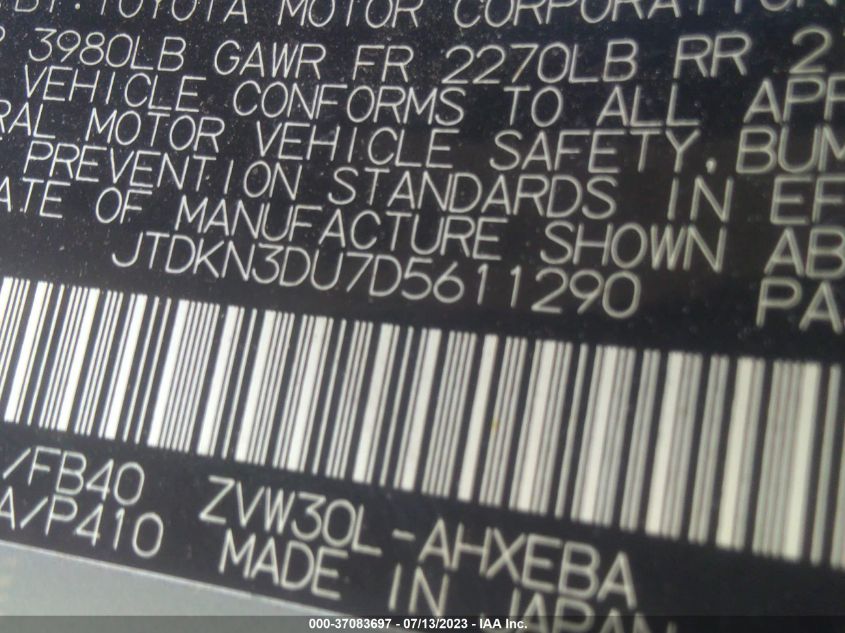 TOYOTA MOTOR CORPORATION
3980LB GAWR FR 2270LB RR 2
VEHICLE CONFORMS TO ALL APP
RAL MOTOR VEHICLE SAFETY, BUM
PREVENTION STANDARDS IN EF
ATE OF MANUFACTURE SHOWN AB
JTDKN3DU7D5611290 PA
/FB40 ZVW30L-AHXEBA
A/P410 MADE IN JAPAN
000-37083697 - 07/13/2023 - IAA Inc.